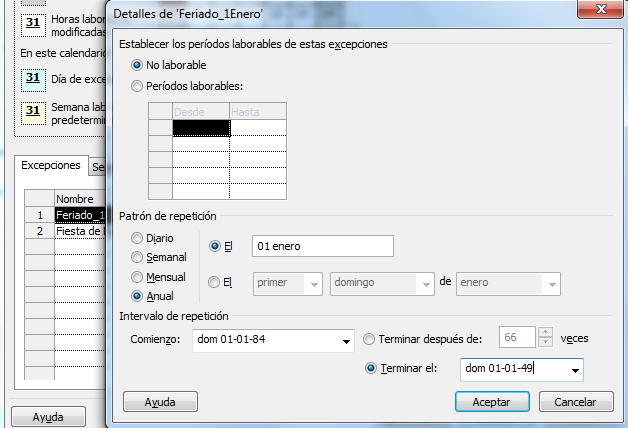 Detalles de 'Feriado_1Enero'
31 Horas labor
modificadas
En este calendario
31 Día de exce
31 Semana lab
predetermin
Excepciones Se
Nombre
1 Feriado_1
2 Fiesta de
Ayuda
Establecer los períodos laborables de estas excepciones
No laborable
Períodos laborables:
Desde Hasta
Patrón de repetición
Diario
Semanal
Mensual
Anual
El 01 enero
El primer domingo de enero
Intervalo de repetición
Comienzo: dom 01-01-84 Terminar después de: 66 veces
Terminar el: dom 01-01-49
Ayuda Aceptar Cancelar